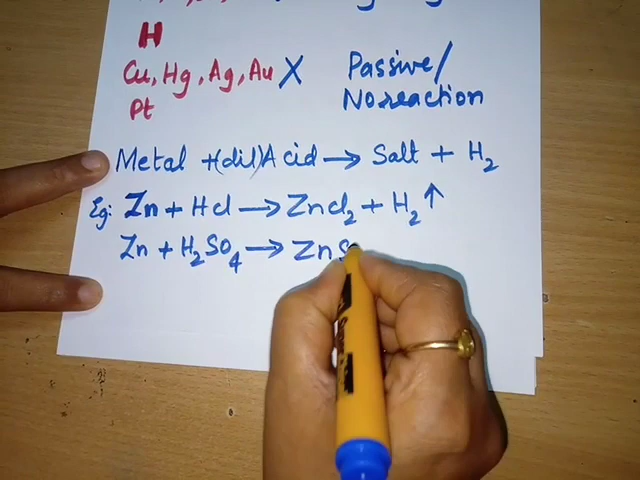 H
Cu, Hg, Ag, Au X Passive/
Pt No reaction
Metal + (dil) Acid → Salt + H₂
Eg: Zn + HCl → ZnCl₂ + H₂ ↑
Zn + H₂SO₄ → ZnS